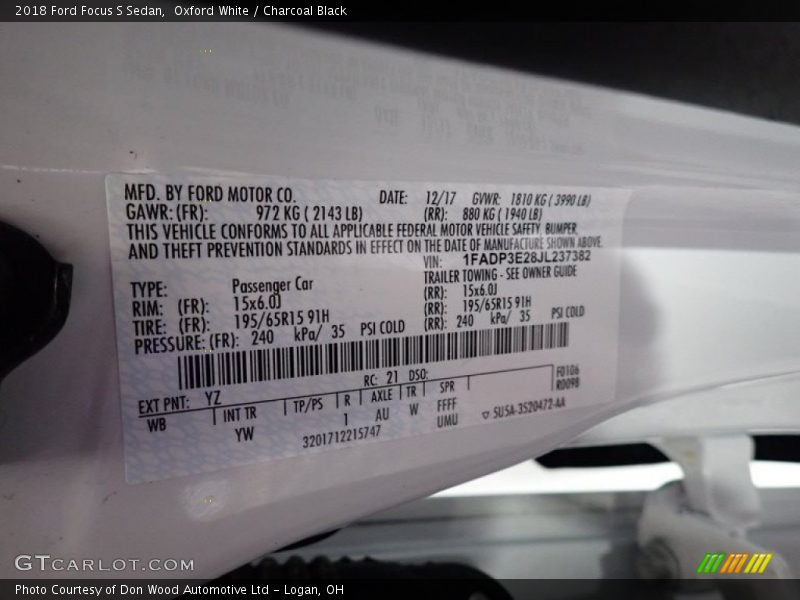 2018 Ford Focus S Sedan,  Oxford White / Charcoal Black
MFD. BY FORD MOTOR CO. DATE: 12/17 GVWR: 1810 KG ( 3990 LB)
GAWR: (FR): 972 KG ( 2143 LB) (RR): 880 KG ( 1940 LB)
THIS VEHICLE CONFORMS TO ALL APPLICABLE FEDERAL MOTOR VEHICLE SAFETY, BUMPER,
AND THEFT PREVENTION STANDARDS IN EFFECT ON THE DATE OF MANUFACTURE SHOWN ABOVE.
VIN: 1FADP3E28JL237382
TYPE: Passenger Car TRAILER TOWING - SEE OWNER GUIDE
RIM: (FR): 15x6.0J (RR): 15x6.0J
TIRE: (FR): 195/65R15 91H (RR): 195/65R15 91H
PRESSURE: (FR): 240 kPa/ 35 PSI COLD (RR): 240 kPa/ 35 PSI COLD
RC: 21 DSO: F0106
EXT PNT: YZ R0098
WB INT TR TP/PS R AXLE TR SPR
YW 1 AU W FFFF
UMU
3201712215747 ▽ 5U5A-3520472-AA
GTCARLOT.COM
Photo Courtesy of Don Wood Automotive Ltd - Logan, OH